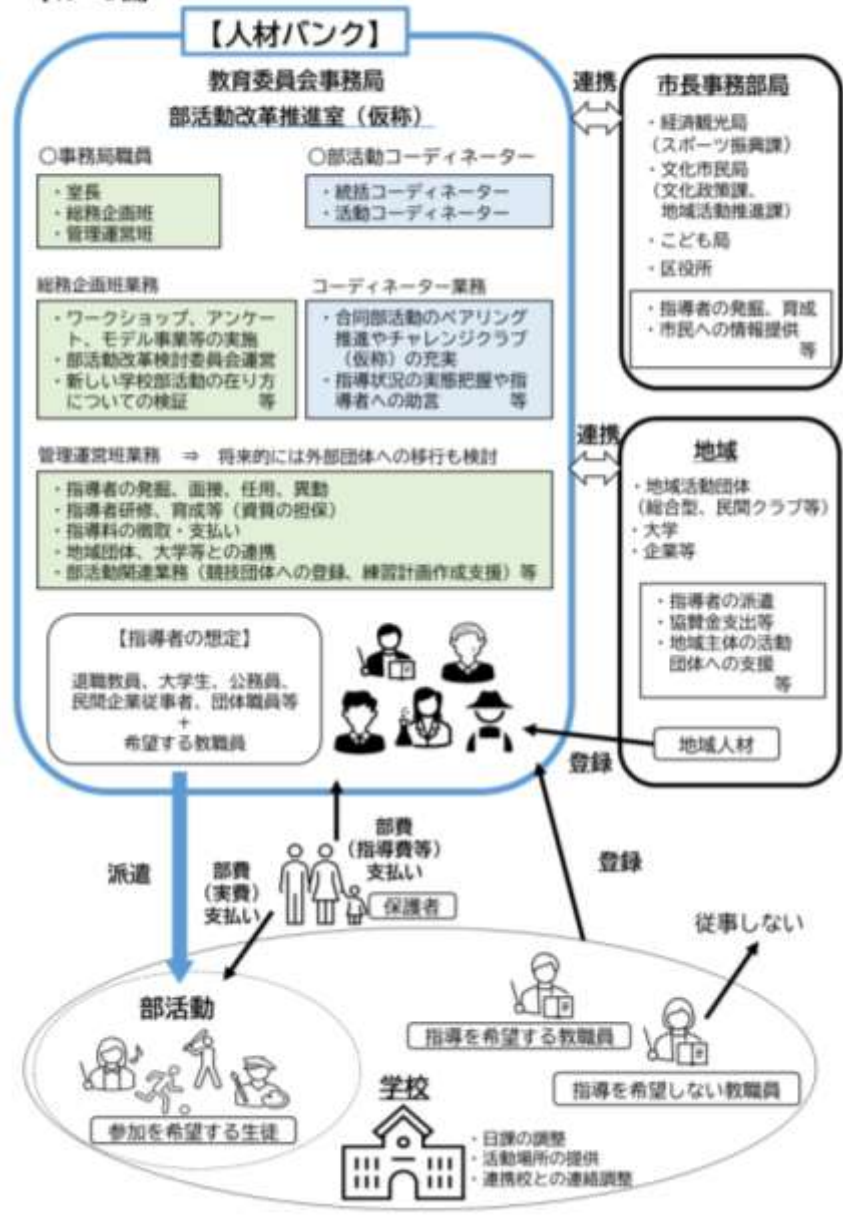 【人材バンク】
教育委員会事務局
部活動改革推進室（仮称）
〇事務局職員
・室長
・総務企画班
・管理運営班
〇部活動コーディネーター
・統括コーディネーター
・活動コーディネーター
総務企画班業務
・ワークショップ、アンケー
ト、モデル事業等の実施
・部活動改革検討委員会運営
・新しい学校部活動の在り方
についての検証　等
コーディネーター業務
・合同部活動のペアリング
推進やチャレンジクラブ
（仮称）の充実
・指導状況の実態把握や指
導者への助言　等
管理運営班業務　⇒　将来的には外部団体への移行も検討
・指導者の発掘、面接、任用、異動
・指導者研修、育成等（資質の担保）
・指導料の徴取・支払い
・地域団体、大学等との連携
・部活動関連業務（競技団体への登録、練習計画作成支援）等
【指導者の想定】
退職教員、大学生、公務員、
民間企業従事者、団体職員等
+
希望する教職員
連携
市長事務部局
・経済観光局
（スポーツ振興課）
・文化市民局
（文化政策課、
地域活動推進課）
・こども局
・区役所
・指導者の発掘、育成
・市民への情報提供
等
連携
地域
・地域活動団体
（総合型、民間クラブ等）
・大学
・企業等
・指導者の派遣
・協賛金支出等
・地域主体の活動
団体への支援
等
地域人材
登録
派遣
部費
（実費）
支払い
部費
（指導費等）
支払い
保護者
登録
従事しない
部活動
参加を希望する生徒
指導を希望する教職員
指導を希望しない教職員
学校
・日課の調整
・活動場所の提供
・連携校との連絡調整